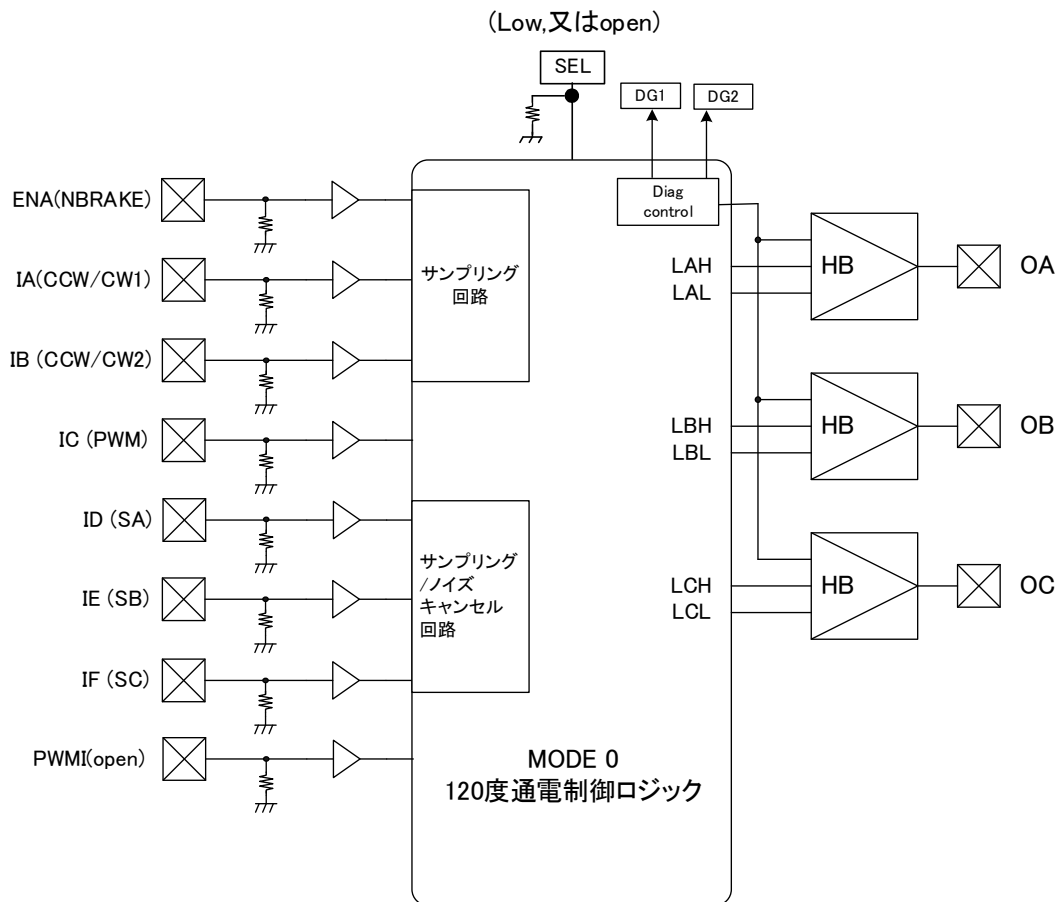 (Low,又はopen)
SEL
DG1
DG2
Diag
control
ENA(NBRAKE)
IA(CCW/CW1)
IB (CCW/CW2)
サンプリング
回路
IC (PWM)
ID (SA)
IE (SB)
IF (SC)
サンプリング
/ノイズ
キャンセル
回路
PWMI(open)
LAH
LAL
HB
OA
LBH
LBL
HB
OB
LCH
LCL
HB
OC
MODE 0
120度通電制御ロジック